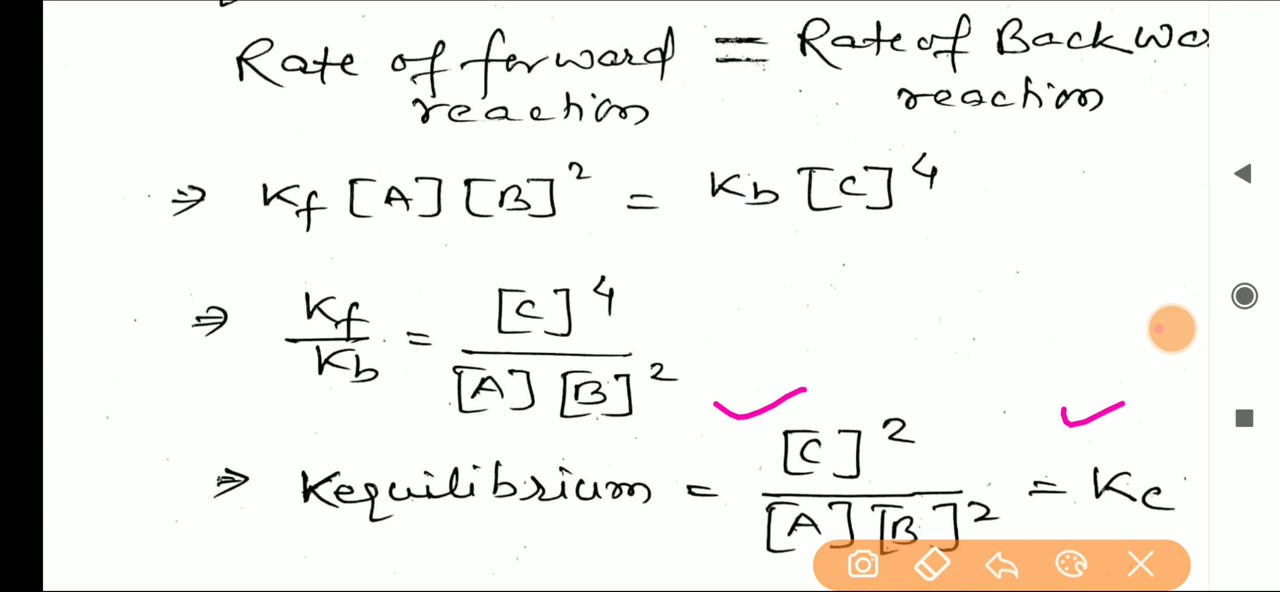 Rate of forward = Rate of Backwa
reaction reaction
⇒ Kf [A] [B]² = Kb [C]⁴
⇒ Kf/Kb = [C]⁴/[A] [B]²
⇒ Kequilibrium = [C]²/[A] [B]² = Kc